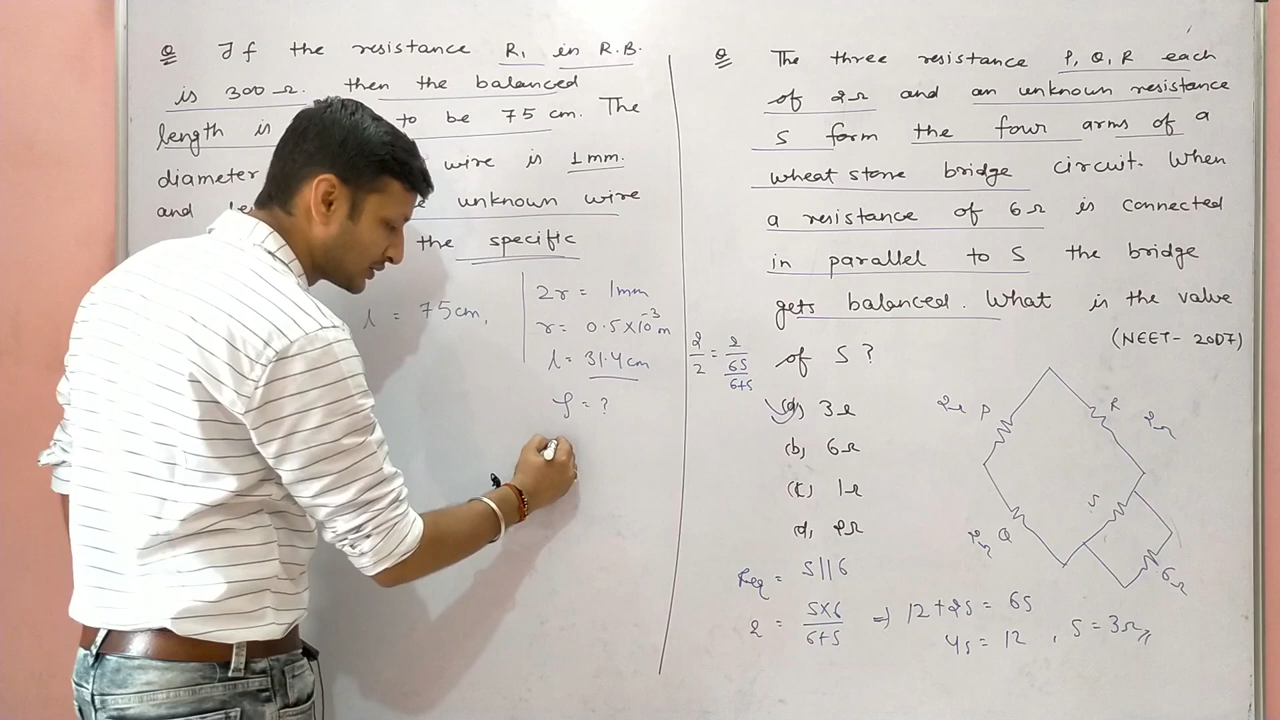 Q If the resistance R₁ in R.B.
is 300 Ω. then the balanced
length is to be 75 cm. The
diameter wire is 1mm.
and unknown wire
the specific
l = 75cm,
2r = 1mm
r = 0.5×10⁻³m
l = 31.4cm
ρ = ?
Q The three resistance P, Q, R each
of 2Ω and an unknown resistance
S form the four arms of a
wheat stone bridge circuit. When
a resistance of 6Ω is connected
in parallel to S the bridge
gets balanced. What is the value
(NEET-2007)
of S ?
2/2 = 2/(6S/(6+S))
(a) 3Ω
(b) 6Ω
(c) 1Ω
(d) 2Ω
2Ω P
R 2Ω
S
2Ω Q
6Ω
Req = S||6
2 = S×6/(6+S) ⇒ 12+2S = 6S
4S = 12 , S = 3Ω